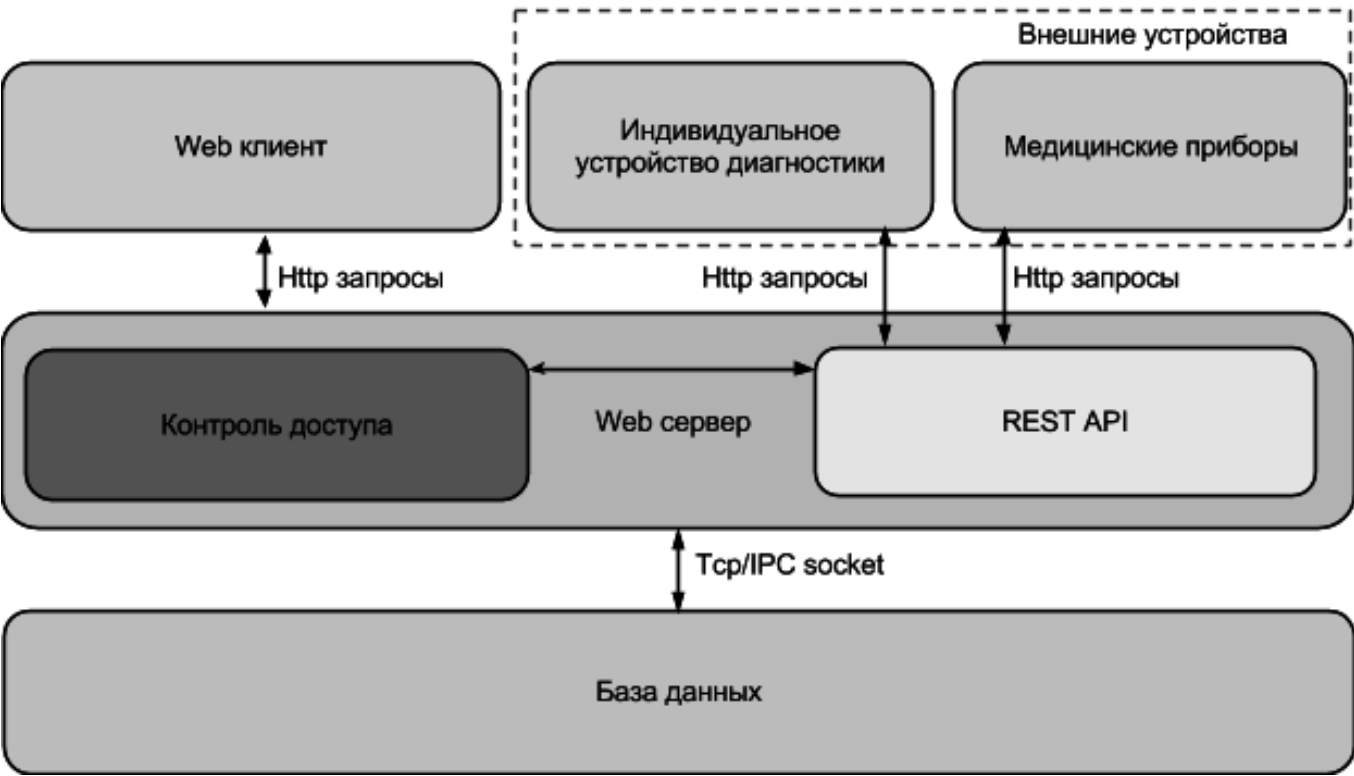 Внешние устройства
Web клиент
Индивидуальное
устройство диагностики
Медицинские приборы
Http запросы
Http запросы
Http запросы
Контроль доступа
Web сервер
REST API
Tcp/IPC socket
База данных